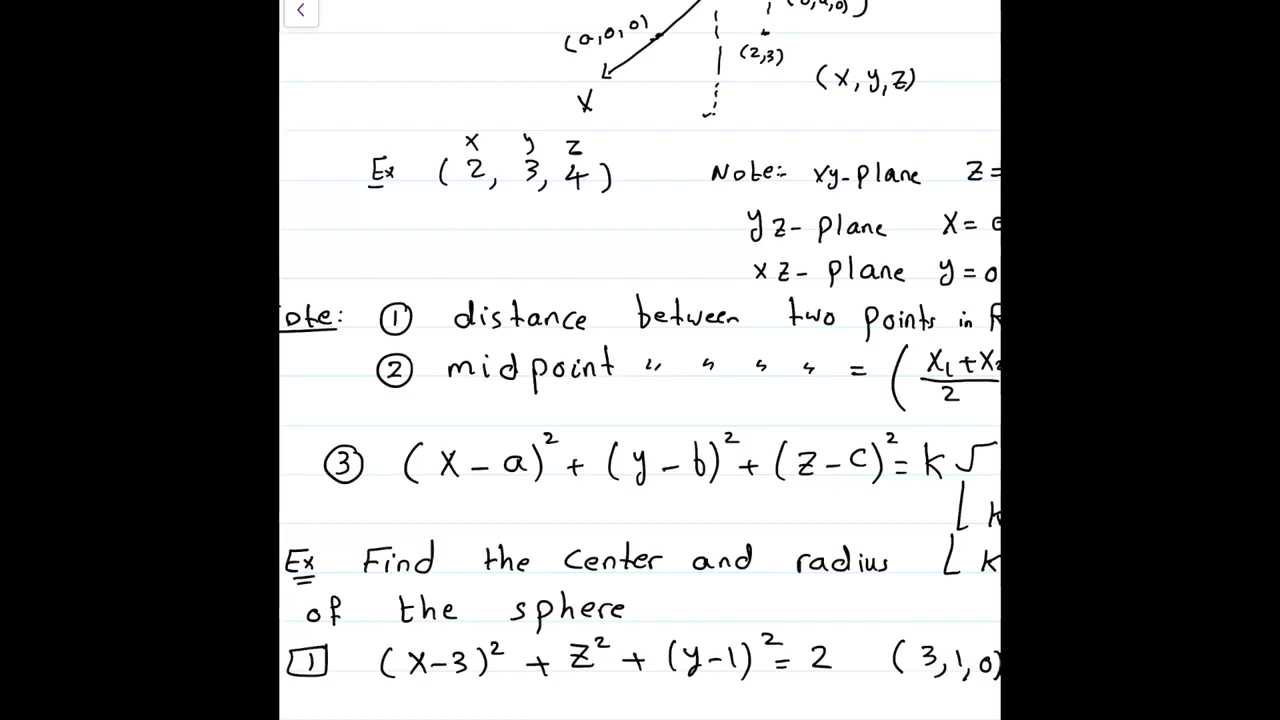 (a,0,0)
(2,3)
(x, y, z)
X
x y z
Ex (2, 3, 4)
Note:- xy-plane z=
yz-plane x=
xz-plane y=0
ote: ① distance between two points in
② midpoint " " " " = (x₁+x₂/2
③ (x-a)²+(y-b)²+(z-c)²=k
Ex Find the center and radius
of the sphere
1 (x-3)²+z²+(y-1)²=2 (3,1,0)